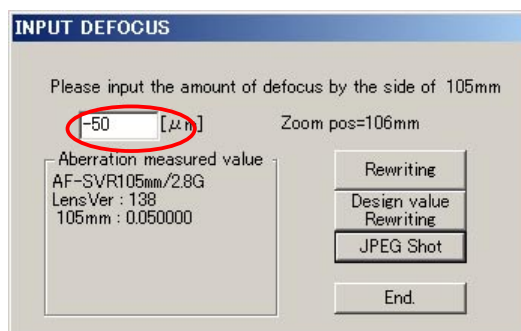 INPUT DEFOCUS
Please input the amount of defocus by the side of 105mm
-50 [μm] Zoom pos=106mm
Aberration measured value
AF-SVR105mm/2.8G
LensVer : 138
105mm : 0.050000
Rewriting
Design value
Rewriting
JPEG Shot
End.